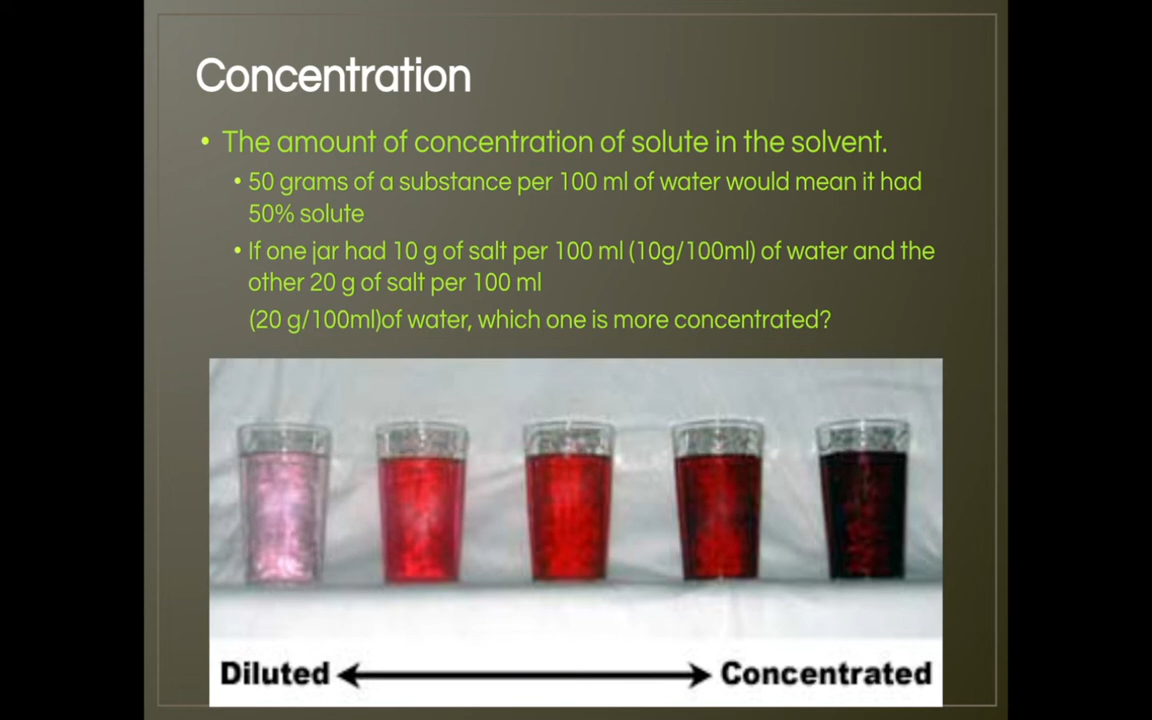 Concentration
• The amount of concentration of solute in the solvent.
• 50 grams of a substance per 100 ml of water would mean it had
50% solute
• If one jar had 10 g of salt per 100 ml (10g/100ml) of water and the
other 20 g of salt per 100 ml
(20 g/100ml)of water, which one is more concentrated?
Diluted Concentrated